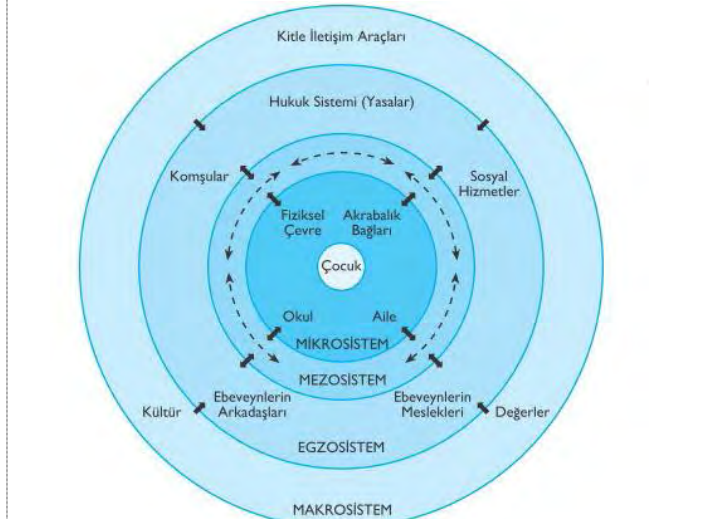 Kitle İletişim Araçları
Hukuk Sistemi (Yasalar)
Komşular
Sosyal
Hizmetler
Fiziksel
Çevre
Akrabalık
Bağları
Çocuk
Okul
Aile
MİKROSİSTEM
MEZOSİSTEM
Ebeveynlerin
Arkadaşları
Ebeveynlerin
Meslekleri
Kültür
Değerler
EGZOSİSTEM
MAKROSİSTEM